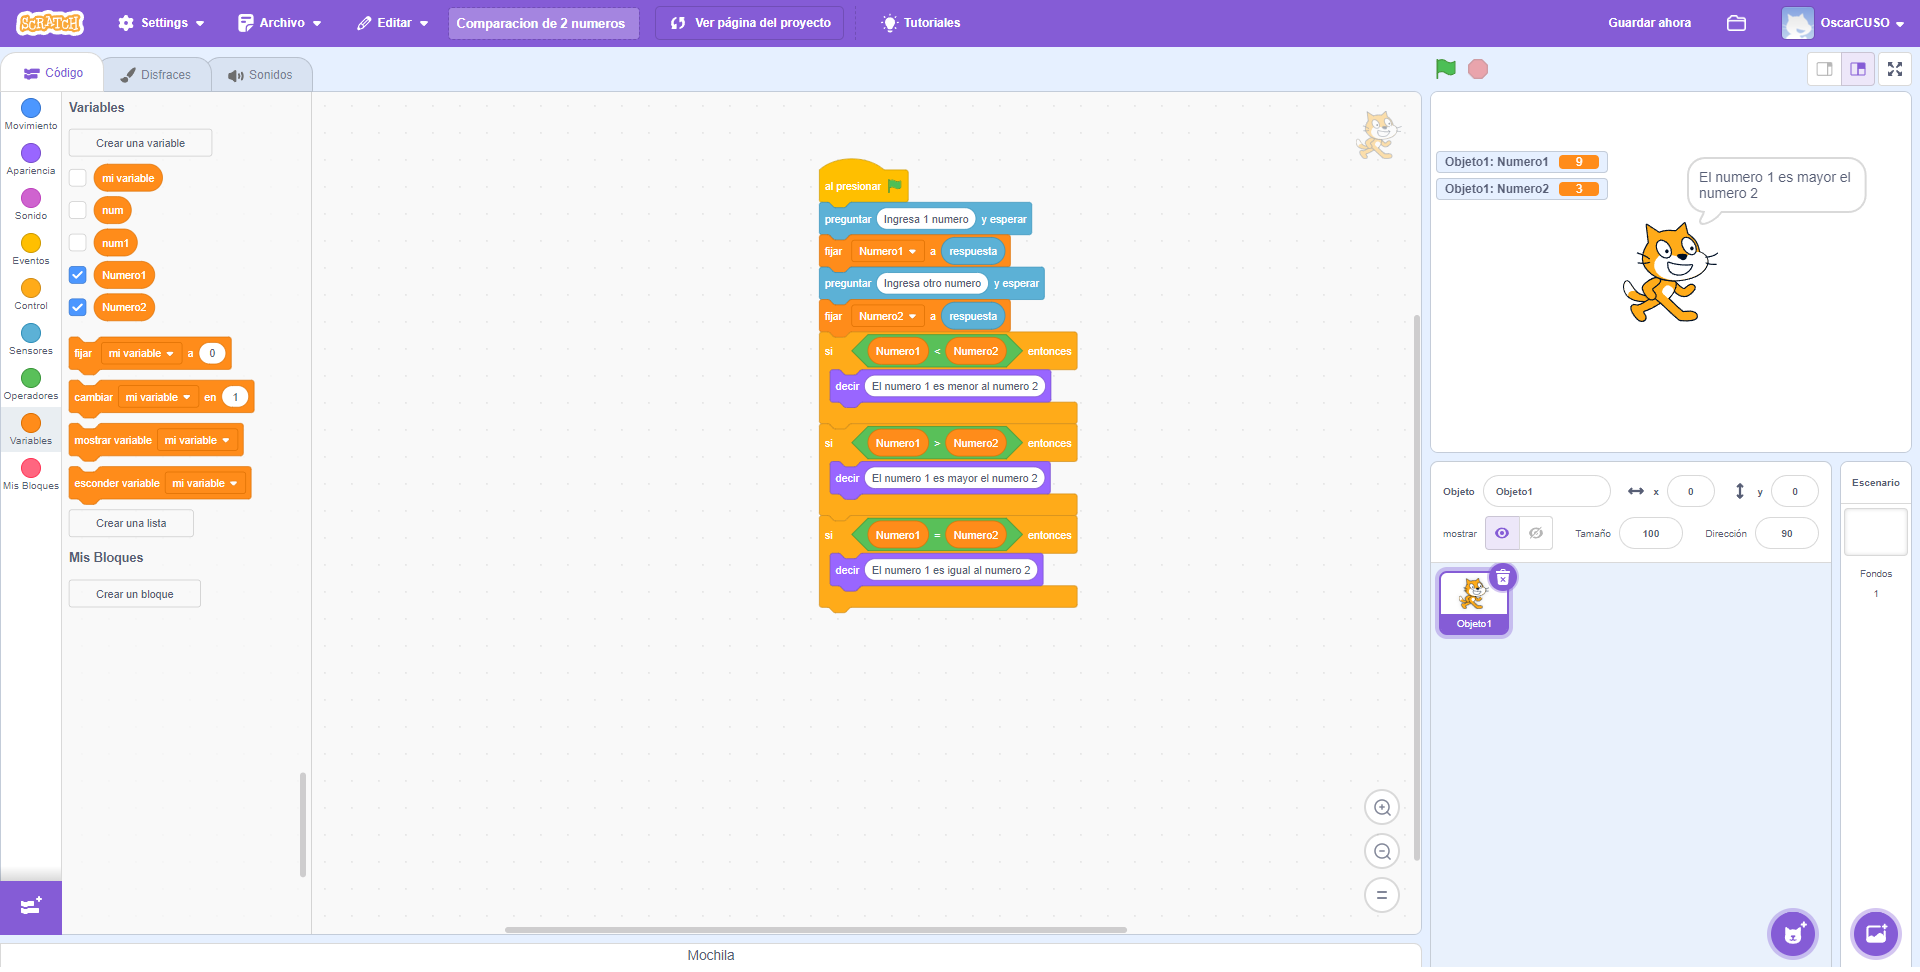 SCRATCH
Settings
Archivo
Editar
Comparacion de 2 numeros
Ver página del proyecto
Tutoriales
Guardar ahora
OscarCUSO
Código
Disfraces
Sonidos
Movimiento
Apariencia
Sonido
Eventos
Control
Sensores
Operadores
Variables
Mis Bloques
Variables
Crear una variable
mi variable
num
num1
Numero1
Numero2
fijar mi variable a 0
cambiar mi variable en 1
mostrar variable mi variable
esconder variable mi variable
Crear una lista
Mis Bloques
Crear un bloque
al presionar
preguntar Ingresa 1 numero y esperar
fijar Numero1 a respuesta
preguntar Ingresa otro numero y esperar
fijar Numero2 a respuesta
si Numero1 < Numero2 entonces
decir El numero 1 es menor al numero 2
si Numero1 > Numero2 entonces
decir El numero 1 es mayor el numero 2
si Numero1 = Numero2 entonces
decir El numero 1 es igual al numero 2
Mochila
Objeto1: Numero1 9
Objeto1: Numero2 3
El numero 1 es mayor el
numero 2
Objeto Objeto1 x 0 y 0
mostrar Tamaño 100 Dirección 90
Objeto1
Escenario
Fondos
1